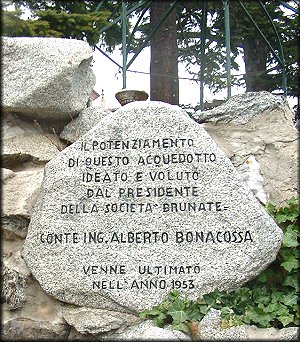 IL POTENZIAMENTO
DI QUESTO ACQUEDOTTO
IDEATO E VOLUTO
DAL PRESIDENTE
DELLA SOCIETA' BRUNATE=
CONTE ING. ALBERTO BONACOSSA
VENNE ULTIMATO
NELL'ANNO 1953